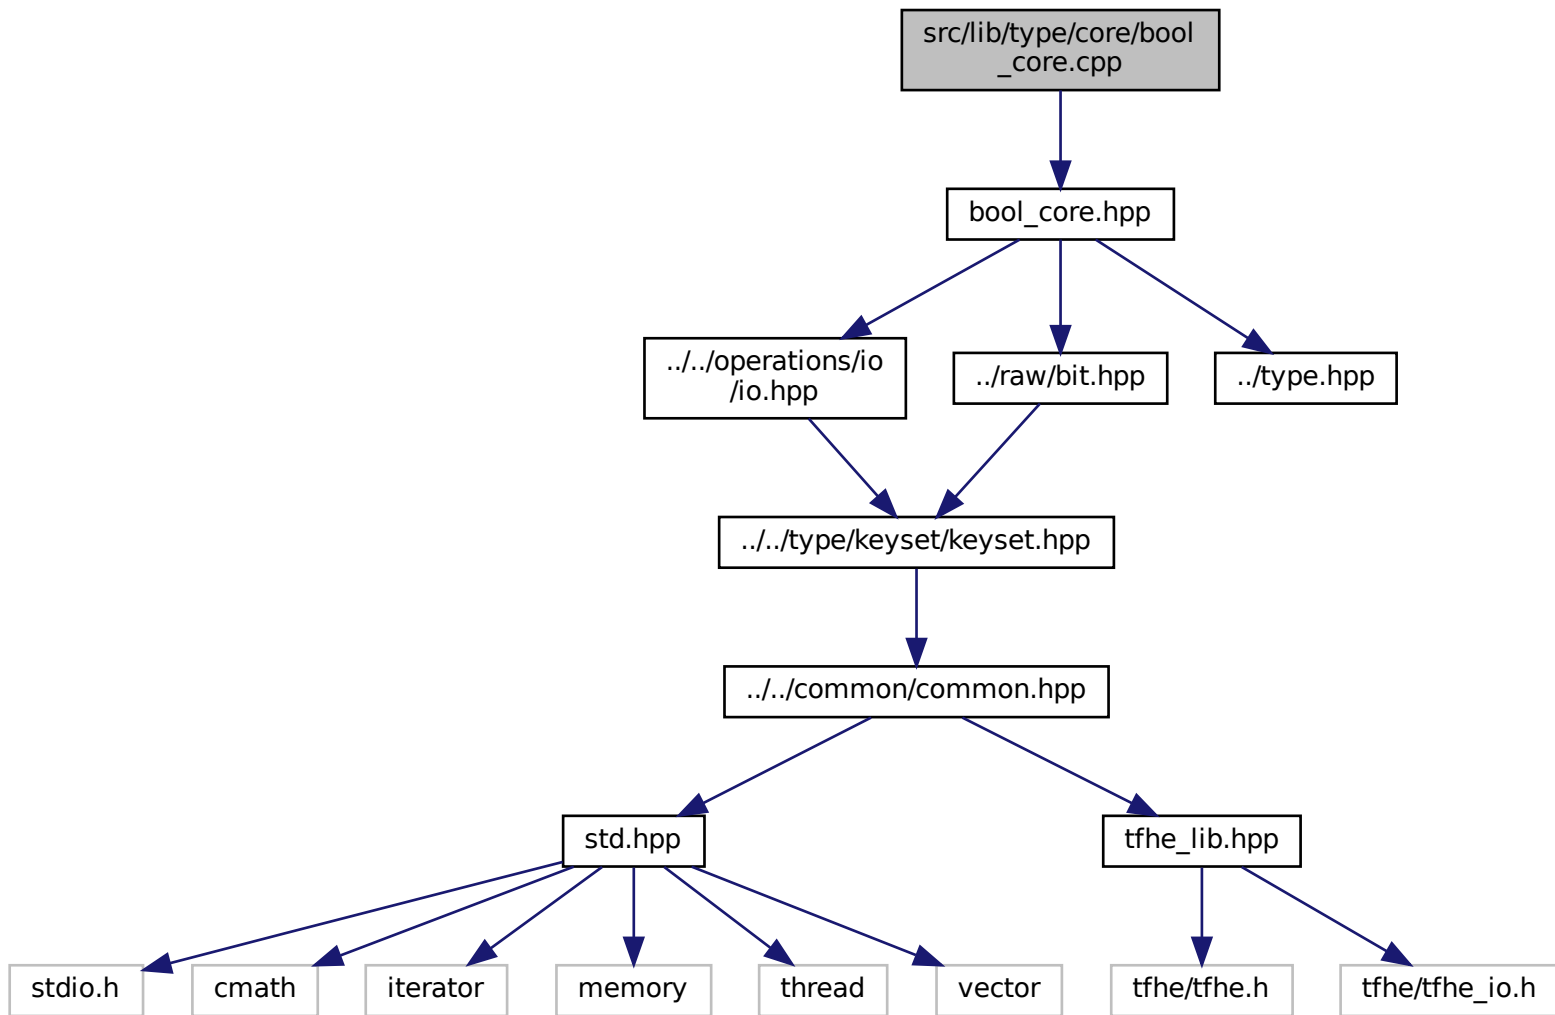 src/lib/type/core/bool
_core.cpp
bool_core.hpp
../../operations/io
/io.hpp
../raw/bit.hpp
../type.hpp
../../type/keyset/keyset.hpp
../../common/common.hpp
std.hpp
tfhe_lib.hpp
stdio.h
cmath
iterator
memory
thread
vector
tfhe/tfhe.h
tfhe/tfhe_io.h